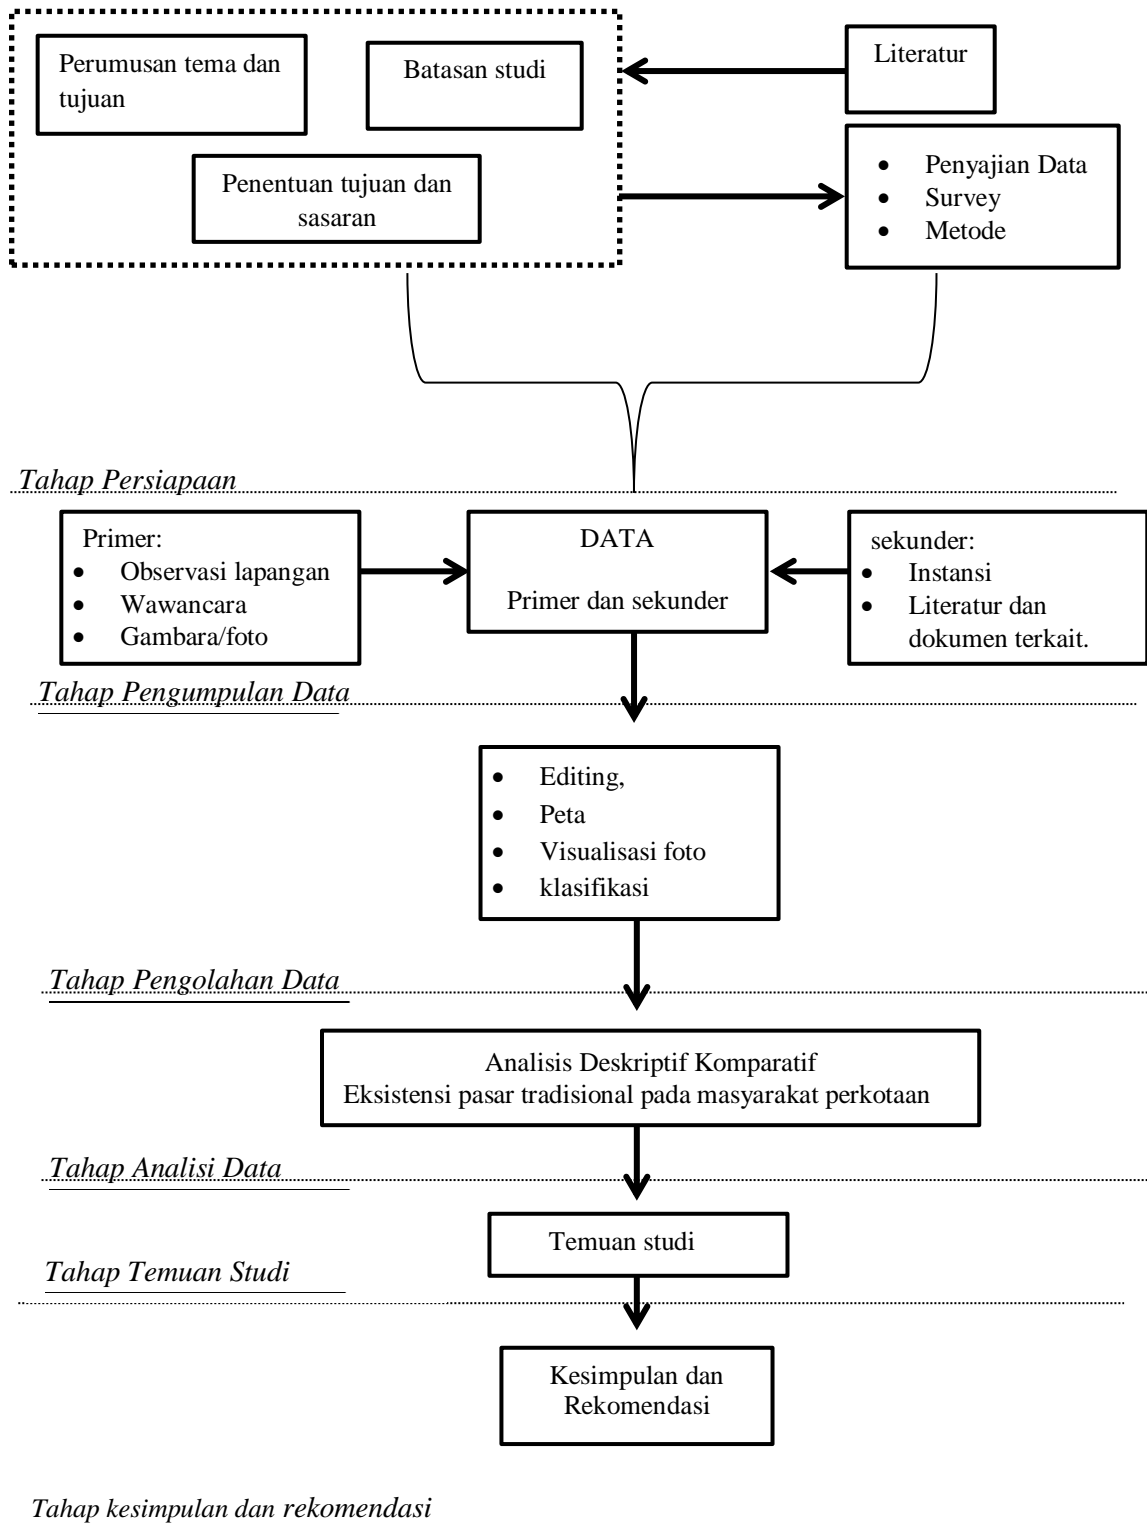 Perumusan tema dan
tujuan
Batasan studi
Literatur
Penentuan tujuan dan
sasaran
• Penyajian Data
• Survey
• Metode
Tahap Persiapaan
Primer:
• Observasi lapangan
• Wawancara
• Gambara/foto
DATA
Primer dan sekunder
sekunder:
• Instansi
• Literatur dan
dokumen terkait.
Tahap Pengumpulan Data
• Editing,
• Peta
• Visualisasi foto
• klasifikasi
Tahap Pengolahan Data
Analisis Deskriptif Komparatif
Eksistensi pasar tradisional pada masyarakat perkotaan
Tahap Analisi Data
Temuan studi
Tahap Temuan Studi
Kesimpulan dan
Rekomendasi
Tahap kesimpulan dan rekomendasi